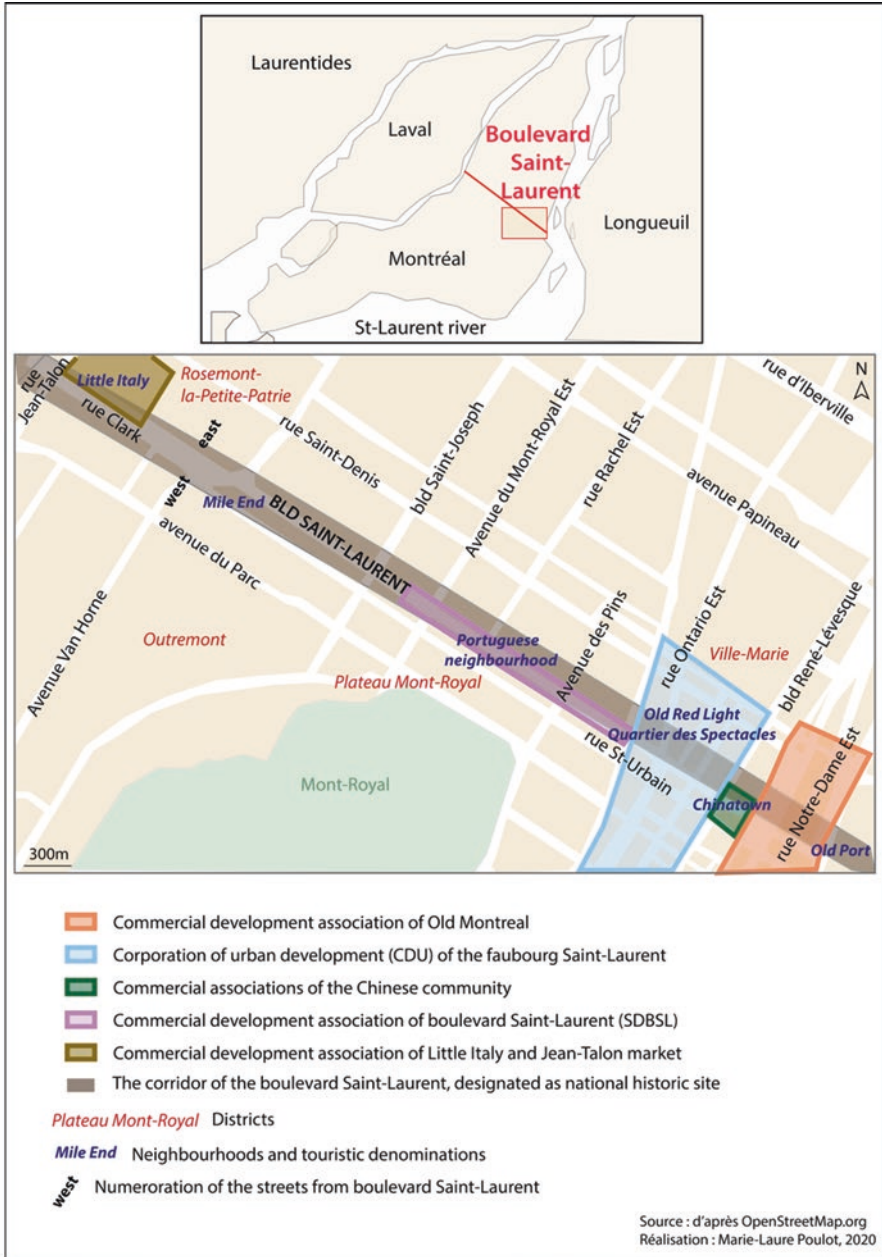 Laurentides
Laval
Boulevard
Saint-
Laurent
Longueuil
Montréal
St-Laurent river
N
rue
Jean-Talon
Little Italy
Rosemont-
la-Petite-Patrie
rue Clark
east
west
rue Saint-Denis
bld Saint-Joseph
Avenue du Mont-Royal Est
rue Rachel Est
rue d'Iberville
avenue Papineau
Mile End
BLD SAINT-LAURENT
avenue du Parc
Avenue Van Horne
Outremont
Portuguese
neighbourhood
Plateau Mont-Royal
Avenue des Pins
rue Ontario Est
Ville-Marie
bld René-Lévesque
Old Red Light
Quartier des Spectacles
rue St-Urbain
Mont-Royal
Chinatown
rue Notre-Dame Est
Old Port
300m
Commercial development association of Old Montreal
Corporation of urban development (CDU) of the faubourg Saint-Laurent
Commercial associations of the Chinese community
Commercial development association of boulevard Saint-Laurent (SDBSL)
Commercial development association of Little Italy and Jean-Talon market
The corridor of the boulevard Saint-Laurent, designated as national historic site
Plateau Mont-Royal Districts
Mile End Neighbourhoods and touristic denominations
west Numeroration of the streets from boulevard Saint-Laurent
Source : d'après OpenStreetMap.org
Réalisation : Marie-Laure Poulot, 2020